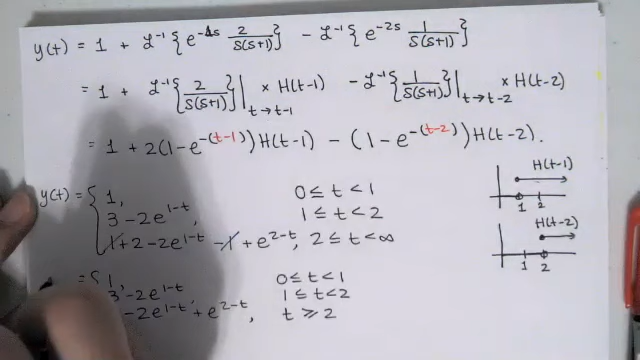 y(t) = 1 + ℒ⁻¹{e^{-1s} 2/(s(s+1))} - ℒ⁻¹{e^{-2s} 1/(s(s+1))}
= 1 + ℒ⁻¹{2/(s(s+1))}|_{t→t-1} × H(t-1) - ℒ⁻¹{1/(s(s+1))}|_{t→t-2} × H(t-2)
= 1 + 2(1-e^{-(t-1)})H(t-1) - (1-e^{-(t-2)})H(t-2).
H(t-1)
1 2
y(t) = { 1, 0 ≤ t < 1
3-2e^{1-t}, 1 ≤ t < 2
1+2-2e^{1-t} -1 + e^{2-t}, 2 ≤ t < ∞
H(t-2)
1 2
= { 1, 0 ≤ t < 1
3-2e^{1-t}, 1 ≤ t < 2
-2e^{1-t} + e^{2-t}, t ≥ 2